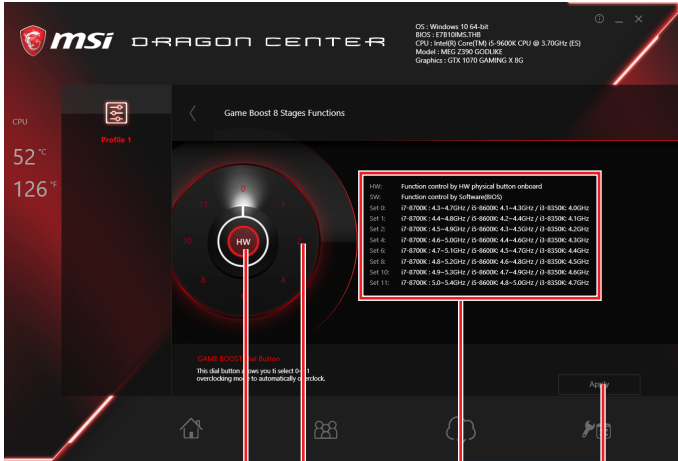 msi DRAGON CENTER
OS : Windows 10 64-bit
BIOS : E7B10IMS.THB
CPU : Intel(R) Core(TM) i5-9600K CPU @ 3.70GHz (ES)
Model : MEG Z390 GODLIKE
Graphics : GTX 1070 GAMING X 8G
CPU
52 °C
126 °F
Profile 1
Game Boost 8 Stages Functions
0
11
1
10
HW
2
8
4
HW: Function control by HW physical button onboard
SW: Function control by Software(BIOS)
Set 0: i7-8700K : 4.3~4.7GHz / i5-8600K: 4.1~4.3GHz / i3-8350K: 4.0GHz
Set 1: i7-8700K : 4.4~4.8GHz / i5-8600K: 4.2~4.4GHz / i3-8350K: 4.1GHz
Set 2: i7-8700K : 4.5~4.9GHz / i5-8600K: 4.3~4.5GHz / i3-8350K: 4.2GHz
Set 4: i7-8700K : 4.6~5.0GHz / i5-8600K: 4.4~4.6GHz / i3-8350K: 4.3GHz
Set 6: i7-8700K : 4.7~5.1GHz / i5-8600K: 4.5~4.7GHz / i3-8350K: 4.4GHz
Set 8: i7-8700K : 4.8~5.2GHz / i5-8600K: 4.6~4.8GHz / i3-8350K: 4.5GHz
Set 10: i7-8700K : 4.9~5.3GHz / i5-8600K: 4.7~4.9GHz / i3-8350K: 4.6GHz
Set 11: i7-8700K : 5.0~5.4GHz / i5-8600K: 4.8~5.0GHz / i3-8350K: 4.7GHz
GAME BOOST Dial Button
This dial button allows you ti select 0~11
overclocking mode to automatically overclock.
Apply